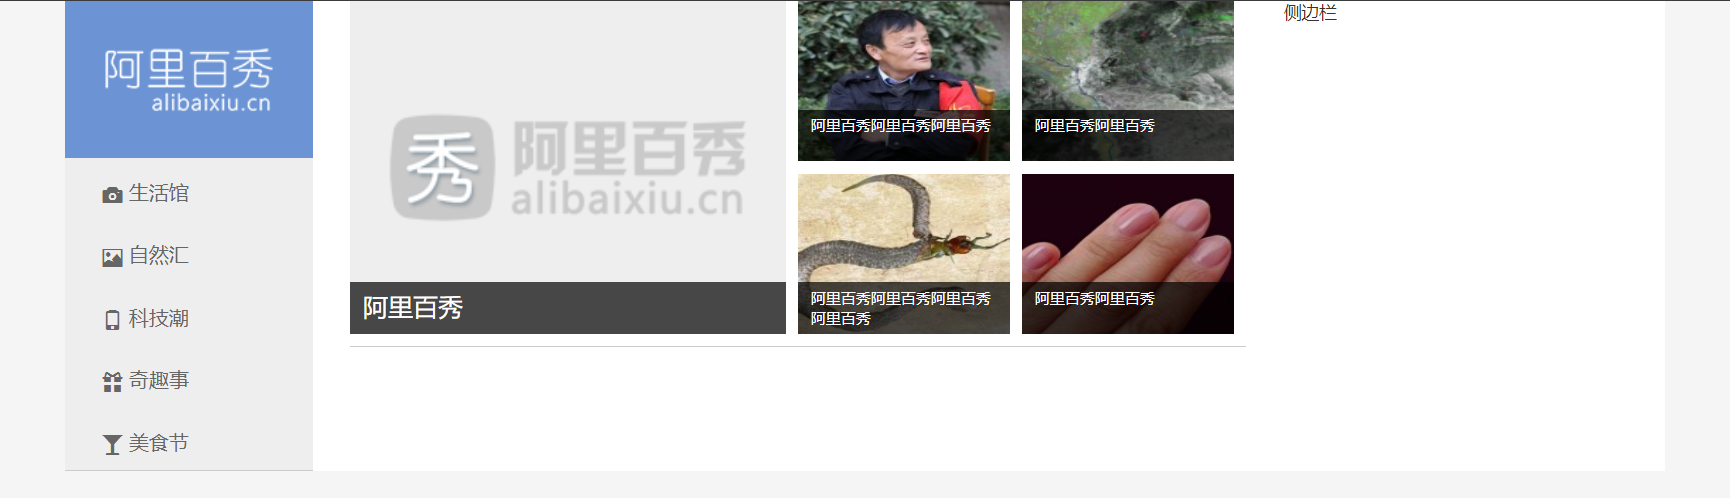 阿里百秀
alibaixiu.cn
生活馆
自然汇
科技潮
奇趣事
美食节
秀
阿里百秀
alibaixiu.cn
阿里百秀
阿里百秀阿里百秀阿里百秀
阿里百秀阿里百秀
阿里百秀阿里百秀阿里百秀
阿里百秀
阿里百秀阿里百秀
侧边栏